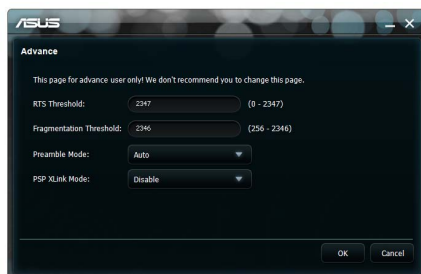 ASUS
Advance
This page for advance user only! We don't recommend you to change this page.
RTS Threshold: 2347 (0 - 2347)
Fragmentation Threshold: 2346 (256 - 2346)
Preamble Mode: Auto
PSP XLink Mode: Disable
OK Cancel